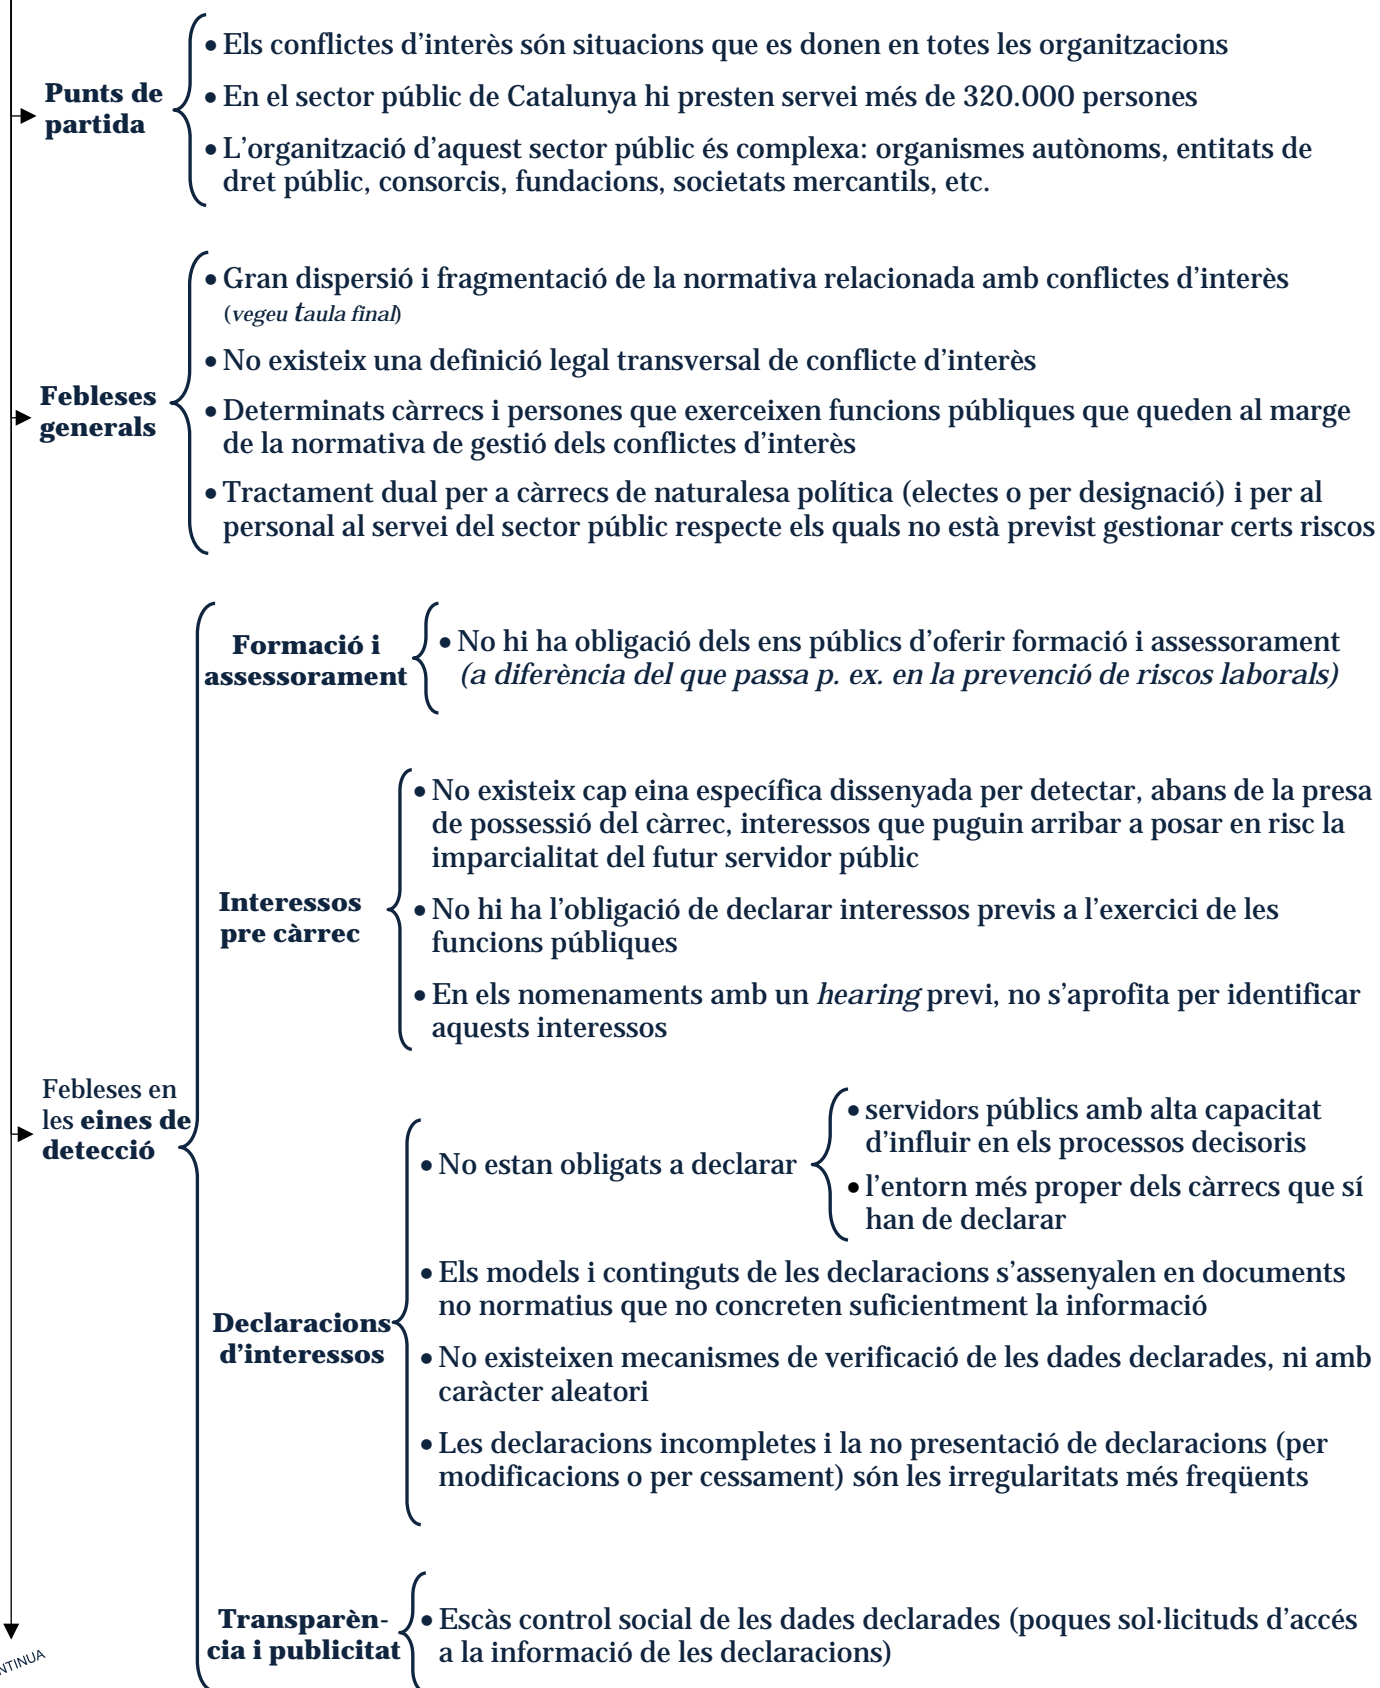 Punts de
partida
• Els conflictes d’interès són situacions que es donen en totes les organitzacions
• En el sector públic de Catalunya hi presten servei més de 320.000 persones
• L’organització d’aquest sector públic és complexa: organismes autònoms, entitats de
dret públic, consorcis, fundacions, societats mercantils, etc.
Febleses
generals
• Gran dispersió i fragmentació de la normativa relacionada amb conflictes d’interès
(vegeu taula final)
• No existeix una definició legal transversal de conflicte d’interès
• Determinats càrrecs i persones que exerceixen funcions públiques que queden al marge
de la normativa de gestió dels conflictes d’interès
• Tractament dual per a càrrecs de naturalesa política (electes o per designació) i per al
personal al servei del sector públic respecte els quals no està previst gestionar certs riscos
Febleses en
les eines de
detecció
Formació i
assessorament
• No hi ha obligació dels ens públics d’oferir formació i assessorament
(a diferència del que passa p. ex. en la prevenció de riscos laborals)
Interessos
pre càrrec
• No existeix cap eina específica dissenyada per detectar, abans de la presa
de possessió del càrrec, interessos que puguin arribar a posar en risc la
imparcialitat del futur servidor públic
• No hi ha l’obligació de declarar interessos previs a l’exercici de les
funcions públiques
• En els nomenaments amb un hearing previ, no s’aprofita per identificar
aquests interessos
Declaracions
d’interessos
• No estan obligats a declarar
• servidors públics amb alta capacitat
d’influir en els processos decisoris
• l’entorn més proper dels càrrecs que sí
han de declarar
• Els models i continguts de les declaracions s’assenyalen en documents
no normatius que no concreten suficientment la informació
• No existeixen mecanismes de verificació de les dades declarades, ni amb
caràcter aleatori
• Les declaracions incompletes i la no presentació de declaracions (per
modificacions o per cessament) són les irregularitats més freqüents
Transparèn-
cia i publicitat
• Escàs control social de les dades declarades (poques sol·licituds d’accés
a la informació de les declaracions)
NTINUA